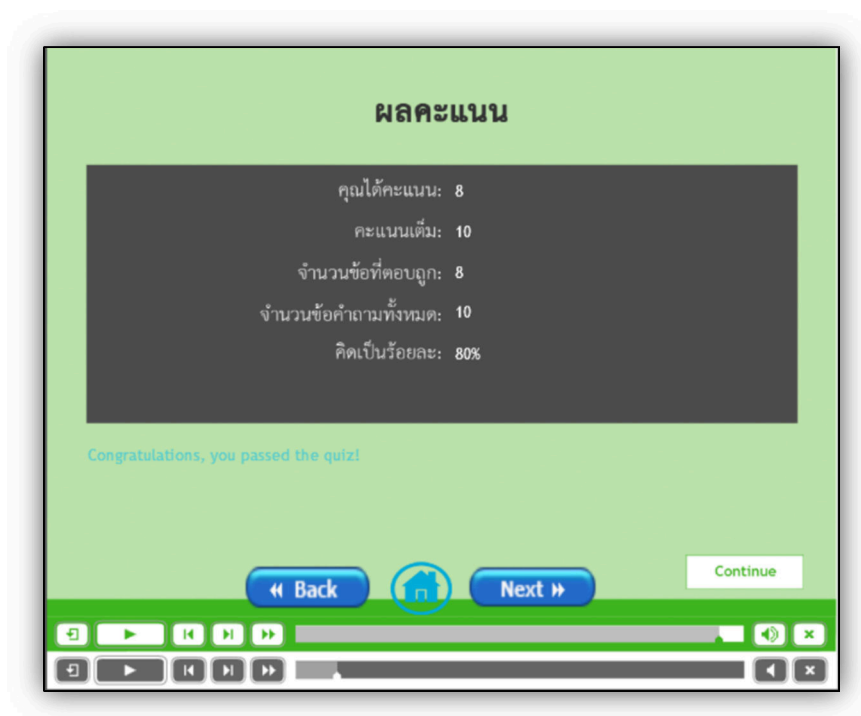 ผลคะแนน
คุณได้คะแนน: 8
คะแนนเต็ม: 10
จำนวนข้อที่ตอบถูก: 8
จำนวนข้อคำถามทั้งหมด: 10
คิดเป็นร้อยละ: 80%
Congratulations, you passed the quiz!
Continue
Back
Next